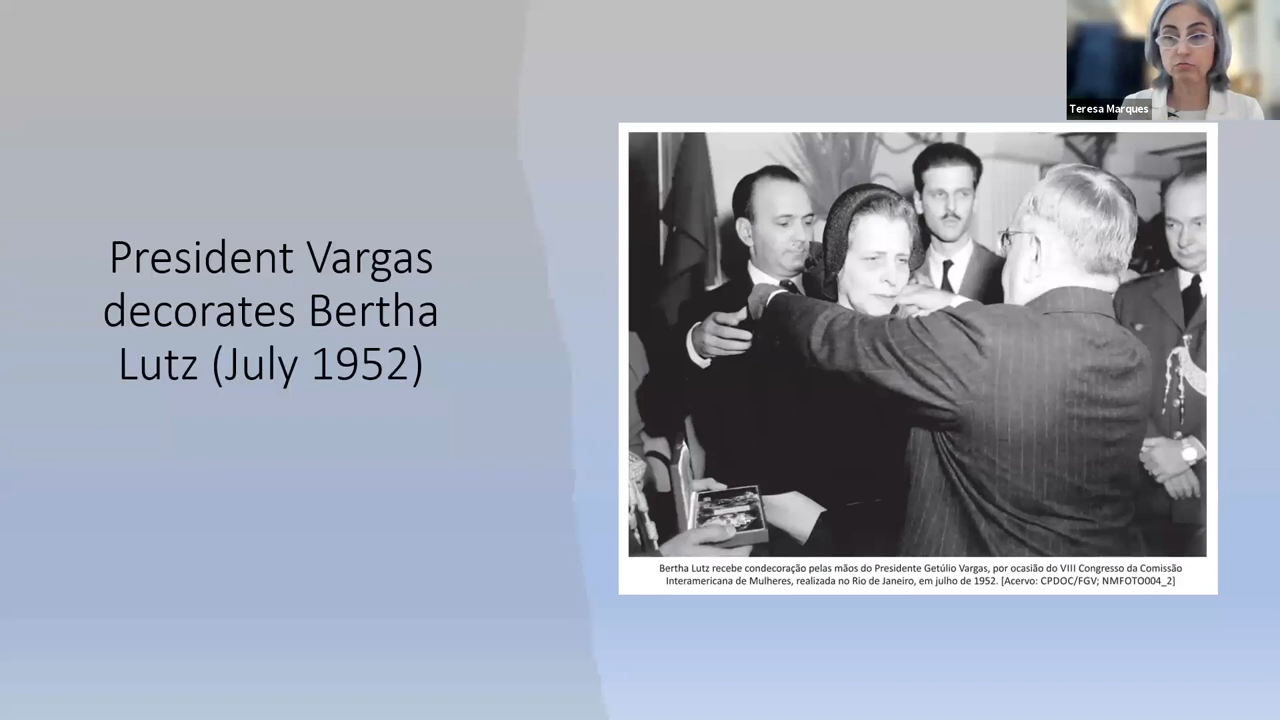 Teresa Marques
President Vargas
decorates Bertha
Lutz (July 1952)
Bertha Lutz recebe condecoração pelas mãos do Presidente Getúlio Vargas, por ocasião do VIII Congresso da Comissão
Interamericana de Mulheres, realizada no Rio de Janeiro, em julho de 1952. [Acervo: CPDOC/FGV; NMFOTO004_2]